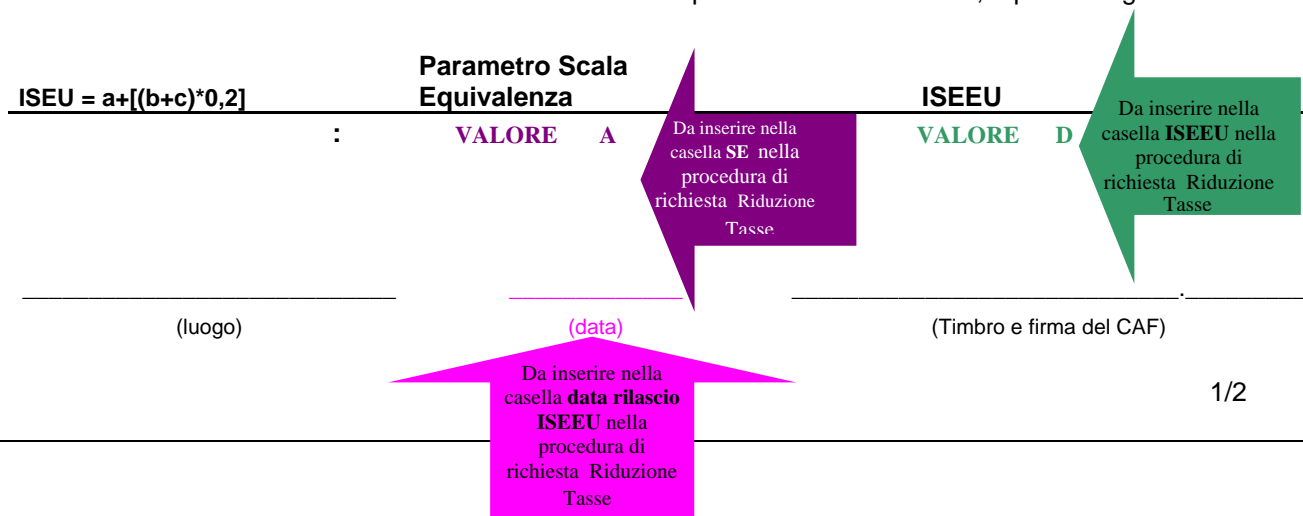 Parametro Scala
ISEU = a+[(b+c)*0,2] Equivalenza ISEEU
: VALORE A VALORE D
Da inserire nella
casella SE nella
procedura di
richiesta Riduzione
Tasse
Da inserire nella
casella ISEEU nella
procedura di
richiesta Riduzione
Tasse
(luogo) (data) (Timbro e firma del CAF)
Da inserire nella
casella data rilascio
ISEEU nella
procedura di
richiesta Riduzione
Tasse
1/2